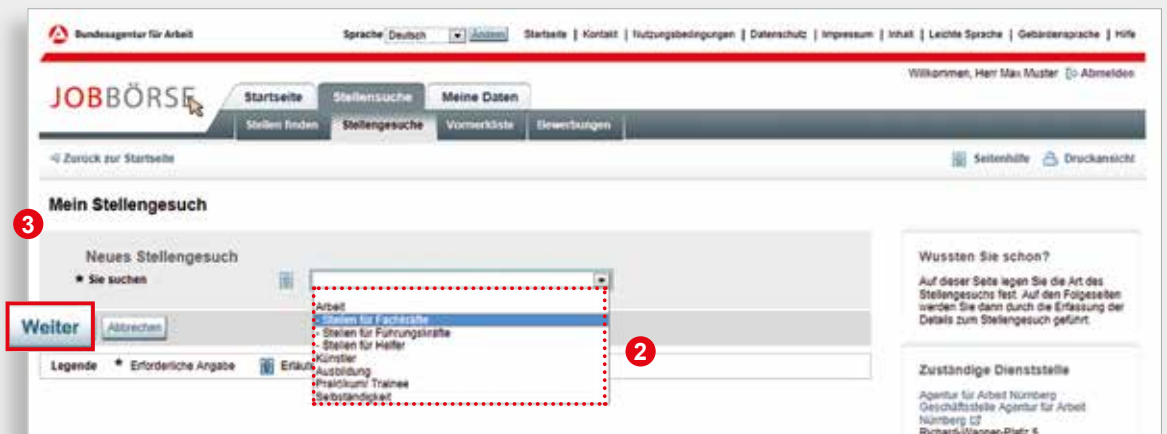 Bundesagentur für Arbeit
Sprache Deutsch Ändern Startseite | Kontakt | Nutzungsbedingungen | Datenschutz | Impressum | Inhalt | Leichte Sprache | Gebärdensprache | Hilfe
Willkommen, Herr Max Muster Abmelden
JOBBÖRSE
Startseite Stellensuche Meine Daten
Stellen finden Stellengesuche Vormerkliste Bewerbungen
Zurück zur Startseite
Seitenhilfe Druckansicht
Mein Stellengesuch
3
Neues Stellengesuch
* Sie suchen
Arbeit
- Stellen für Fachkräfte
- Stellen für Führungskräfte
- Stellen für Helfer
Künstler
Ausbildung
Praktikum/ Trainee
Selbständigkeit
2
Weiter Abbrechen
Legende * Erforderliche Angabe
Wussten Sie schon?
Auf dieser Seite legen Sie die Art des
Stellengesuchs fest. Auf den Folgeseiten
werden Sie dann durch die Erfassung der
Details zum Stellengesuch geführt.
Zuständige Dienststelle
Agentur für Arbeit Nürnberg
Geschäftsstelle Agentur für Arbeit
Nürnberg
Richard-Wagner-Platz 5